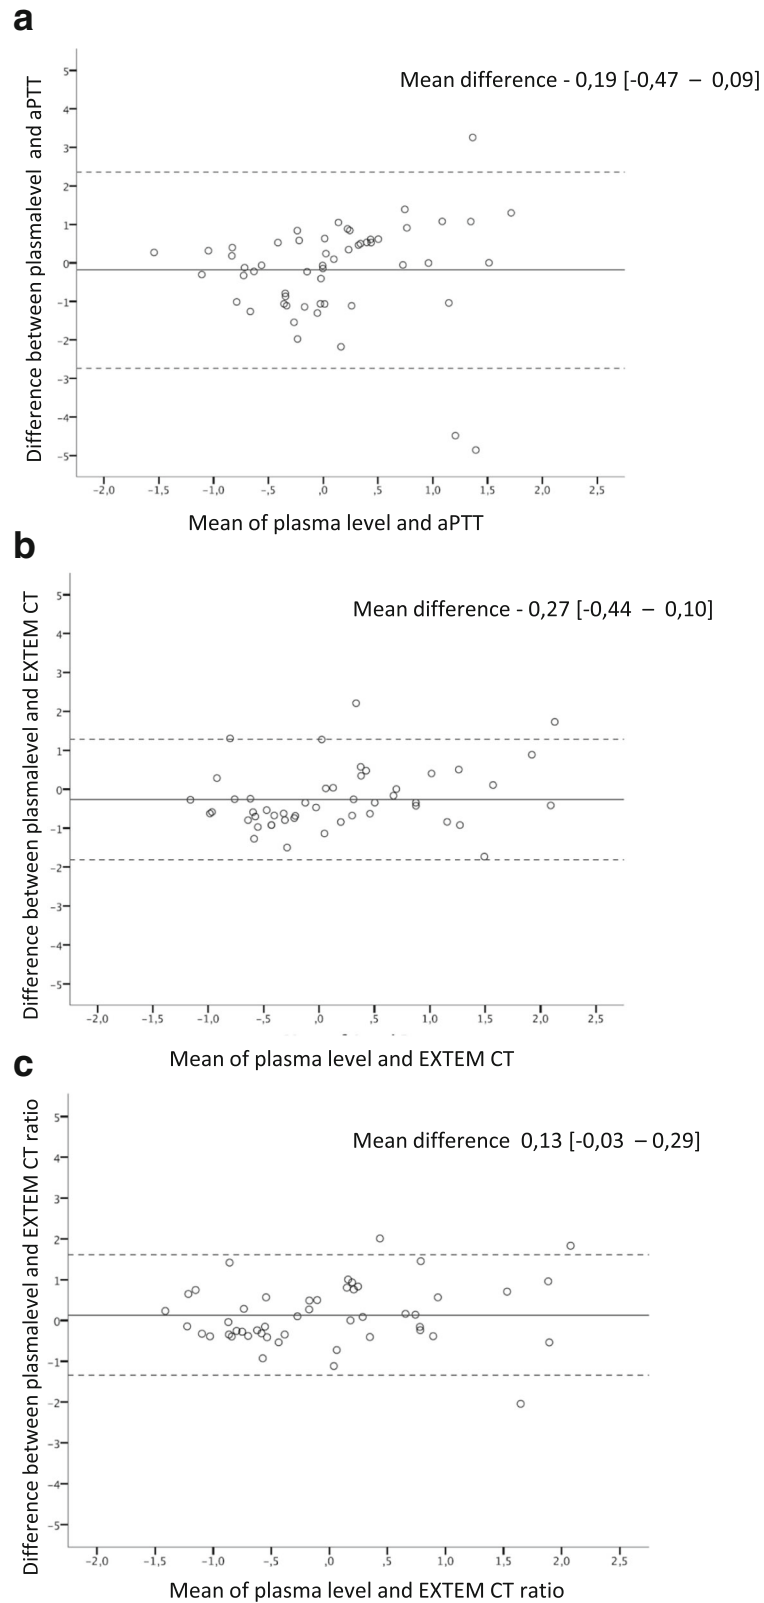 a
Mean difference - 0,19 [-0,47 – 0,09]
Difference between plasmalevel and aPTT
5
4
3
2
1
0
-1
-2
-3
-4
-5
-2,0 -1,5 -1,0 -,5 ,0 ,5 1,0 1,5 2,0 2,5
Mean of plasma level and aPTT
b
Mean difference - 0,27 [-0,44 – 0,10]
Difference between plasmalevel and EXTEM CT
5
4
3
2
1
0
-1
-2
-3
-4
-5
-2,0 -1,5 -1,0 -,5 ,0 ,5 1,0 1,5 2,0 2,5
Mean of plasma level and EXTEM CT
c
Mean difference 0,13 [-0,03 – 0,29]
Difference between plasmalevel and EXTEM CT ratio
5
4
3
2
1
0
-1
-2
-3
-4
-5
-2,0 -1,5 -1,0 -,5 ,0 ,5 1,0 1,5 2,0 2,5
Mean of plasma level and EXTEM CT ratio